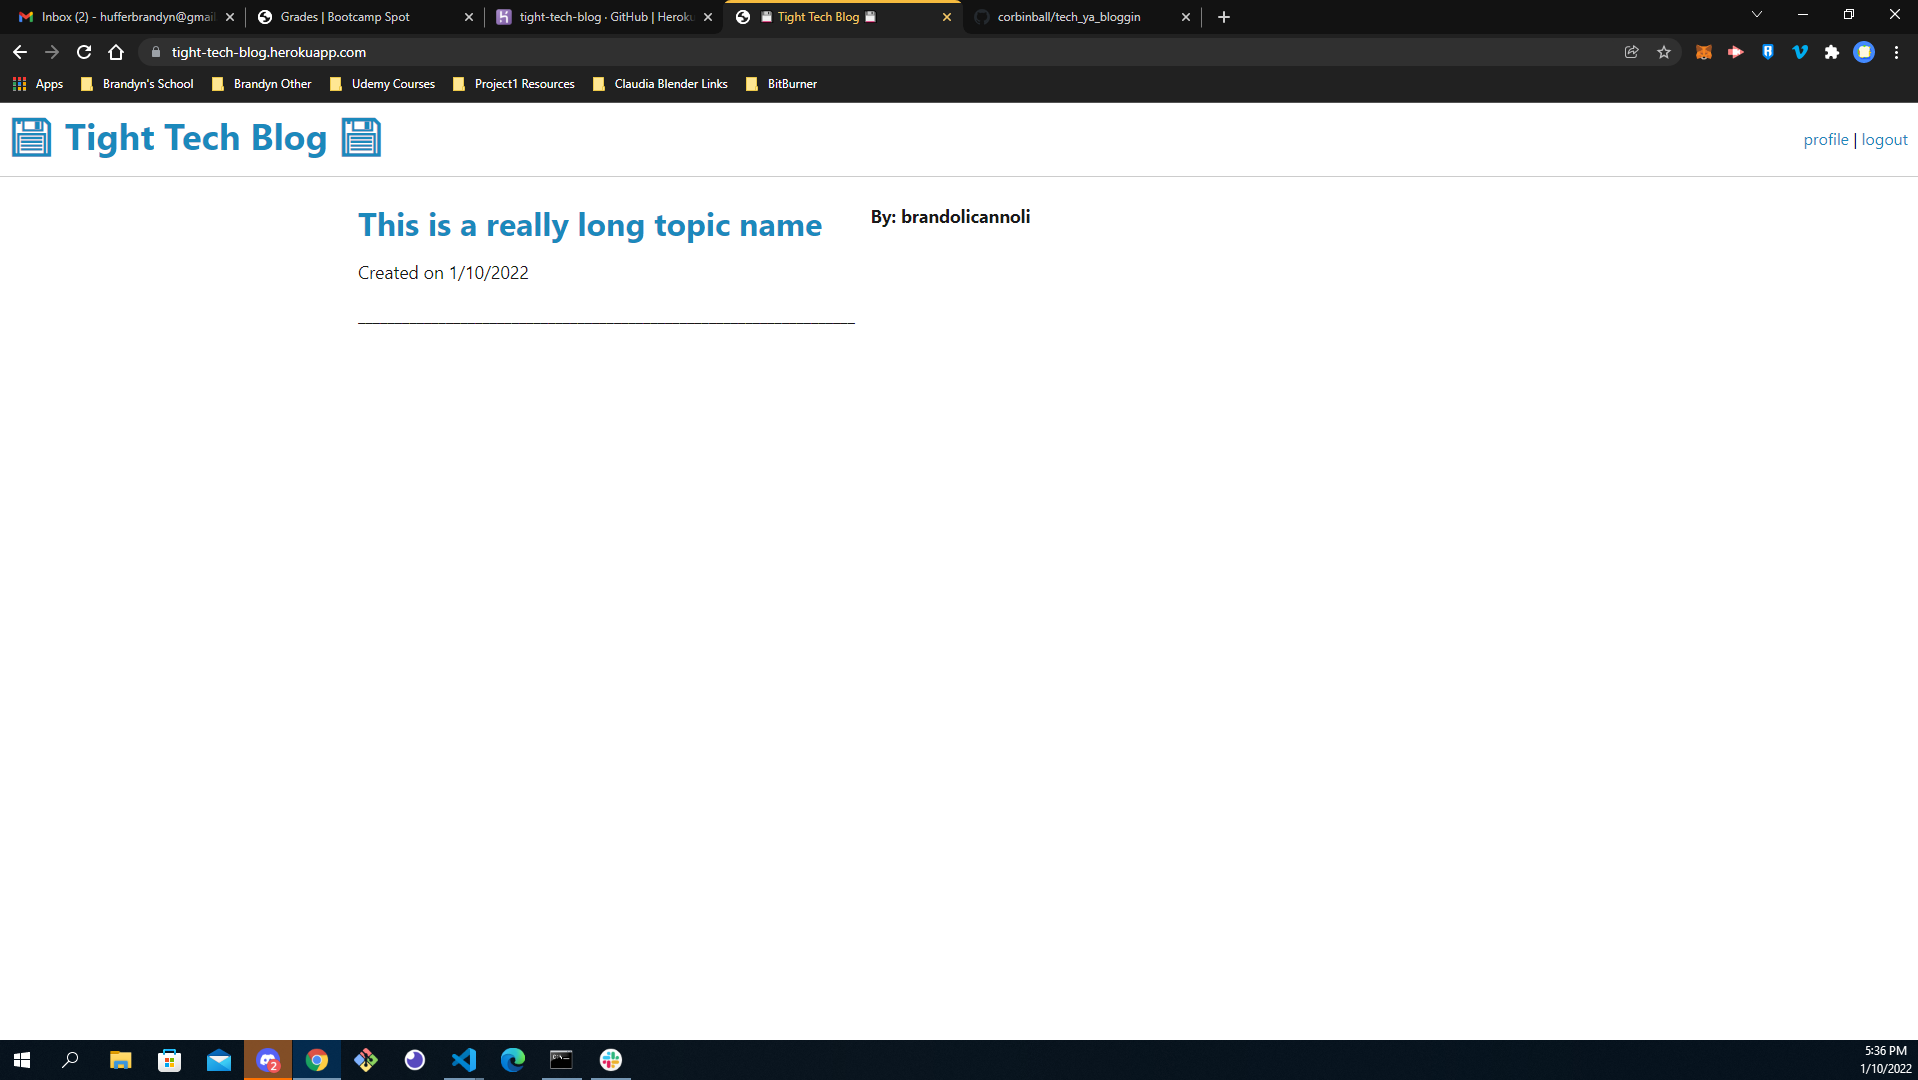 Inbox (2) - hufferbrandyn@gmail
Grades | Bootcamp Spot
tight-tech-blog · GitHub | Heroku
💾 Tight Tech Blog 💾
corbinball/tech_ya_bloggin
tight-tech-blog.herokuapp.com
Apps
Brandyn's School
Brandyn Other
Udemy Courses
Project1 Resources
Claudia Blender Links
BitBurner
💾 Tight Tech Blog 💾
profile | logout
This is a really long topic name
By: brandolicannoli
Created on 1/10/2022
2
5:36 PM
1/10/2022